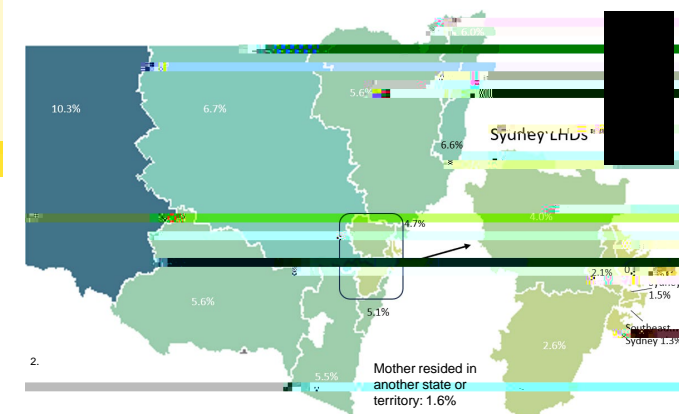 6.0%
10.3%
6.7%
5.6%
Sydney LHDs
6.6%
4.0%
4.7%
2.1%
1.5%
5.6%
5.1%
Southeast
Sydney 1.3%
2.6%
2.
5.5%
Mother resided in
another state or
territory: 1.6%